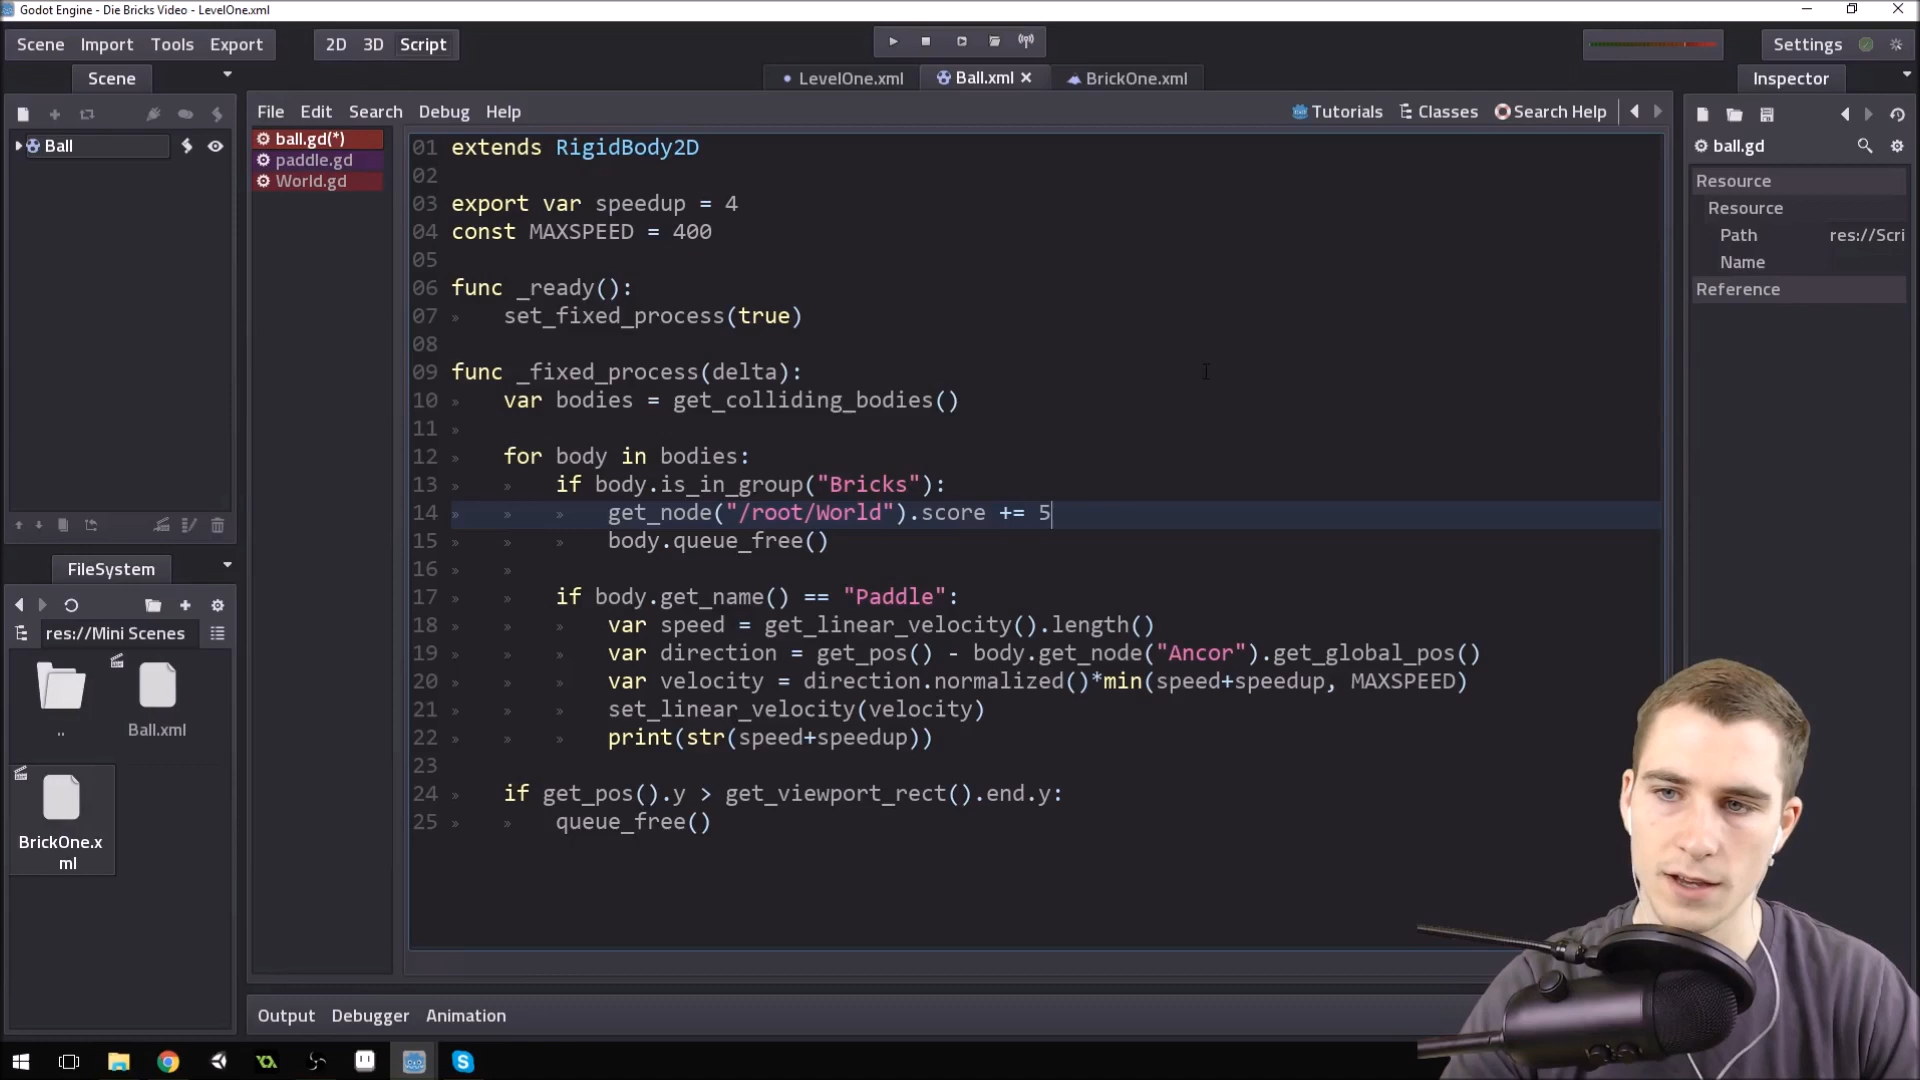 Godot Engine - Die Bricks Video - LevelOne.xml
Scene Import Tools Export 2D 3D Script Settings
Scene LevelOne.xml Ball.xml BrickOne.xml Inspector
File Edit Search Debug Help Tutorials Classes Search Help
Ball
ball.gd(*)
paddle.gd
World.gd
01 extends RigidBody2D
02
03 export var speedup = 4
04 const MAXSPEED = 400
05
06 func _ready():
07 set_fixed_process(true)
08
09 func _fixed_process(delta):
10 var bodies = get_colliding_bodies()
11
12 for body in bodies:
13 if body.is_in_group("Bricks"):
14 get_node("/root/World").score += 5
15 body.queue_free()
16
17 if body.get_name() == "Paddle":
18 var speed = get_linear_velocity().length()
19 var direction = get_pos() - body.get_node("Ancor").get_global_pos()
20 var velocity = direction.normalized()*min(speed+speedup, MAXSPEED)
21 set_linear_velocity(velocity)
22 print(str(speed+speedup))
23
24 if get_pos().y > get_viewport_rect().end.y:
25 queue_free()
ball.gd
Resource
Resource
Path res://Scri
Name
Reference
FileSystem
res://Mini Scenes
..
Ball.xml
BrickOne.x
ml
Output Debugger Animation